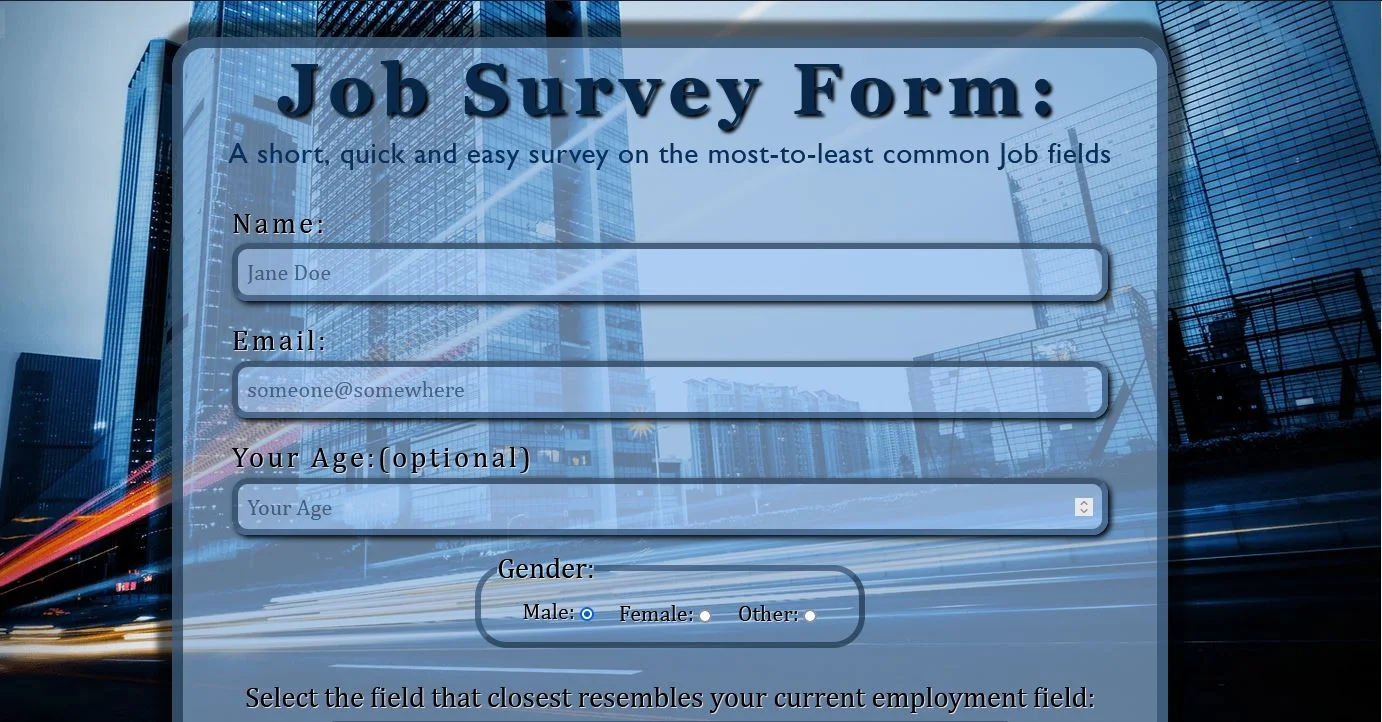 Job Survey Form:
A short, quick and easy survey on the most-to-least common Job fields
Name:
Jane Doe
Email:
someone@somewhere
Your Age:(optional)
Your Age
Gender:
Male: Female: Other:
Select the field that closest resembles your current employment field: